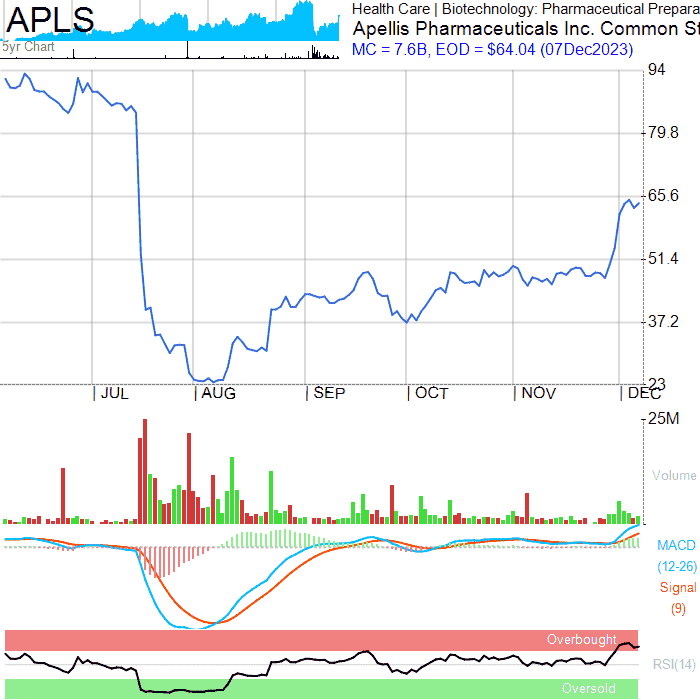 APLS
5yr Chart
Health Care | Biotechnology: Pharmaceutical Prepara
Apellis Pharmaceuticals Inc. Common St
MC = 7.6B, EOD = $64.04 (07Dec2023)
94
79.8
65.6
51.4
37.2
23
JUL AUG SEP OCT NOV DEC
25M
Volume
MACD
(12-26)
Signal
(9)
Overbought
RSI(14)
Oversold